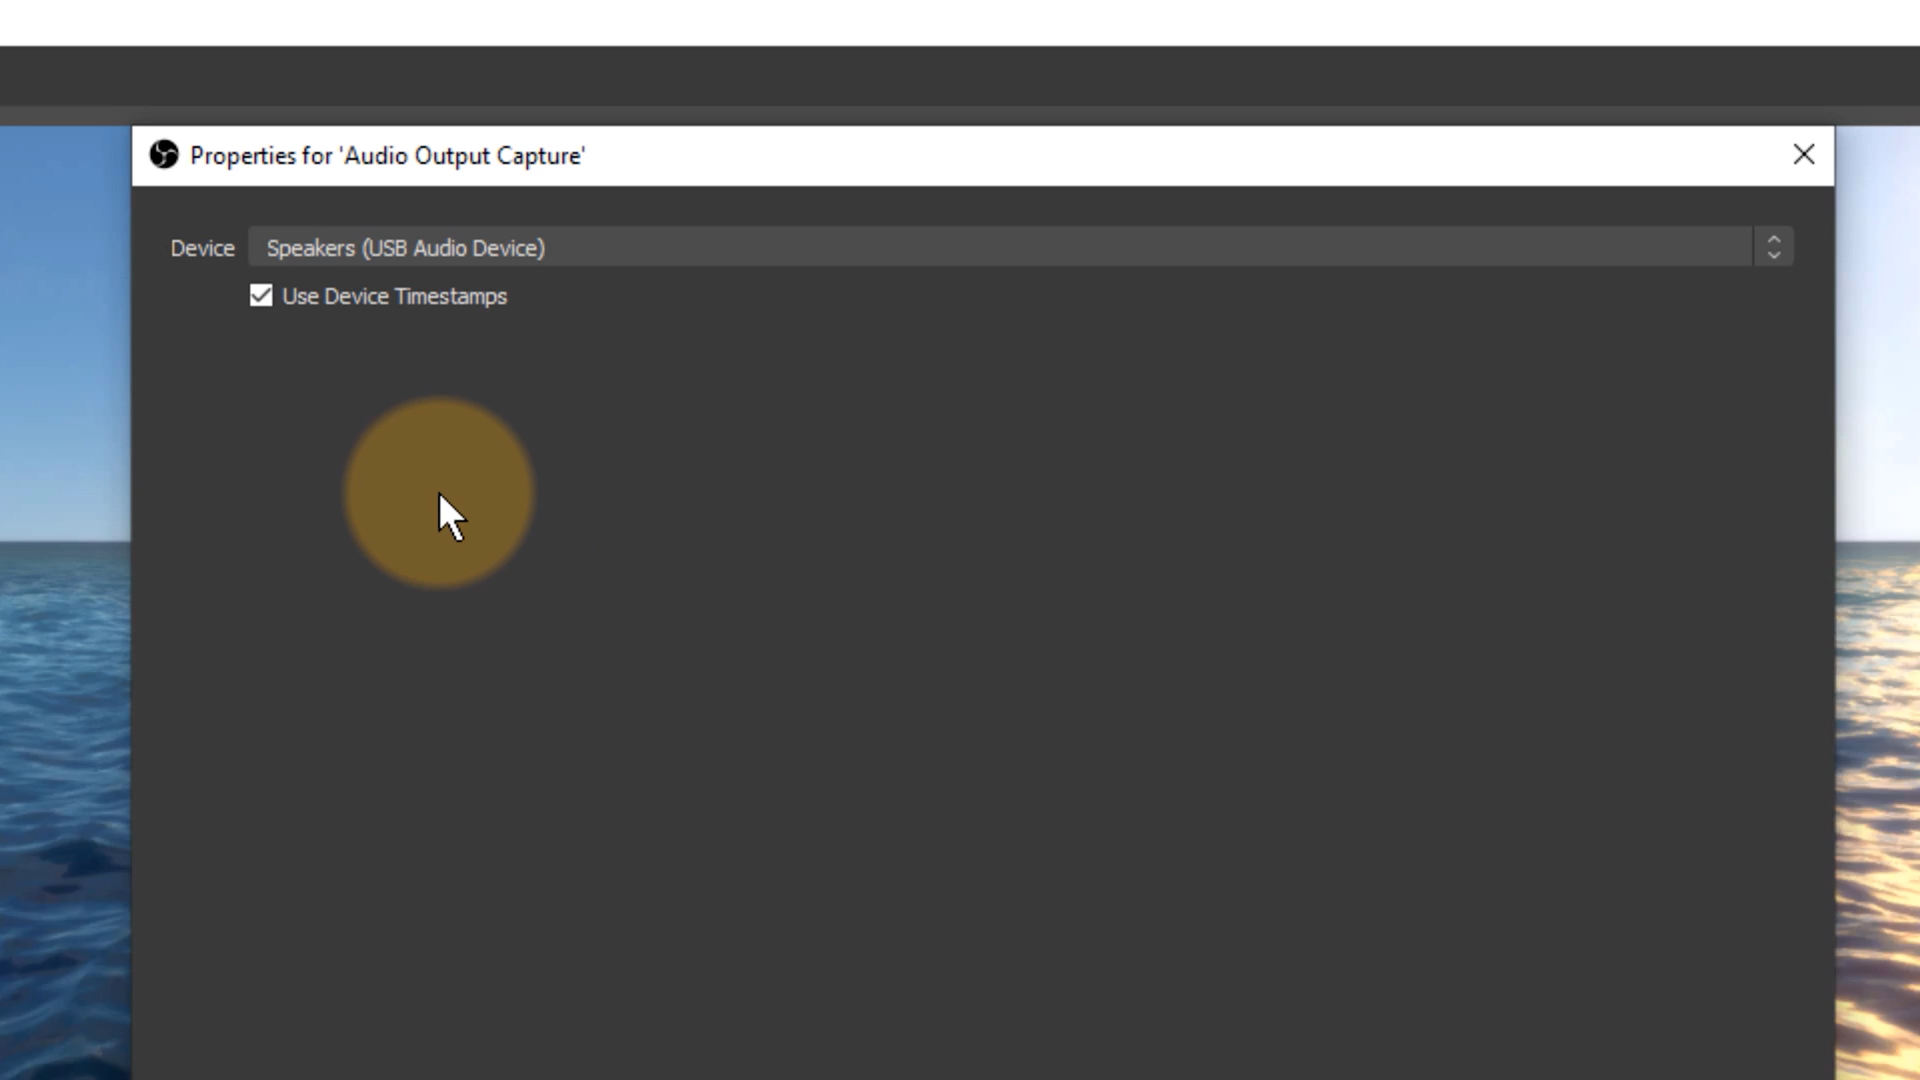 Properties for 'Audio Output Capture'
Device Speakers (USB Audio Device)
Use Device Timestamps